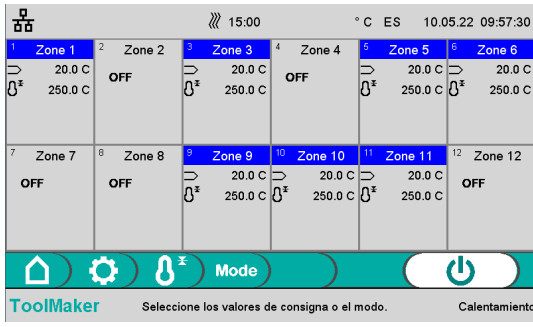 15:00 ° C ES 10.05.22 09:57:30
1 Zone 1 2 Zone 2 3 Zone 3 4 Zone 4 5 Zone 5 6 Zone 6
20.0 C OFF 20.0 C OFF 20.0 C 20.0 C
250.0 C 250.0 C 250.0 C 250.0 C
7 Zone 7 8 Zone 8 9 Zone 9 10 Zone 10 11 Zone 11 12 Zone 12
OFF OFF 20.0 C 20.0 C 20.0 C OFF
250.0 C 250.0 C 250.0 C
Mode
ToolMaker Seleccione los valores de consigna o el modo. Calentamiento